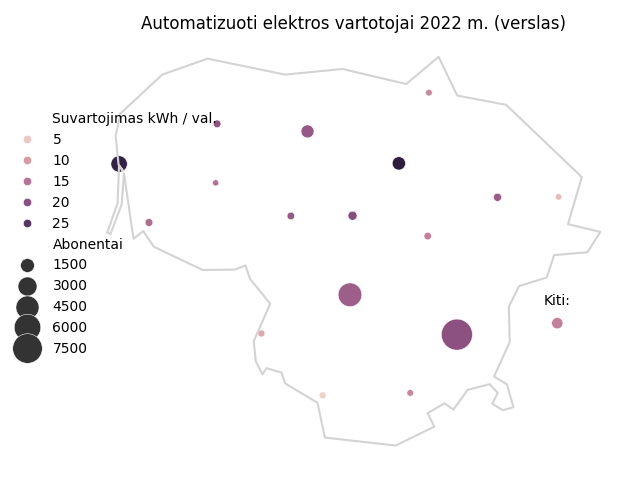 Automatizuoti elektros vartotojai 2022 m. (verslas)
Suvartojimas kWh / val.
5
10
15
20
25
Abonentai
1500
3000
4500
6000
7500
Kiti: